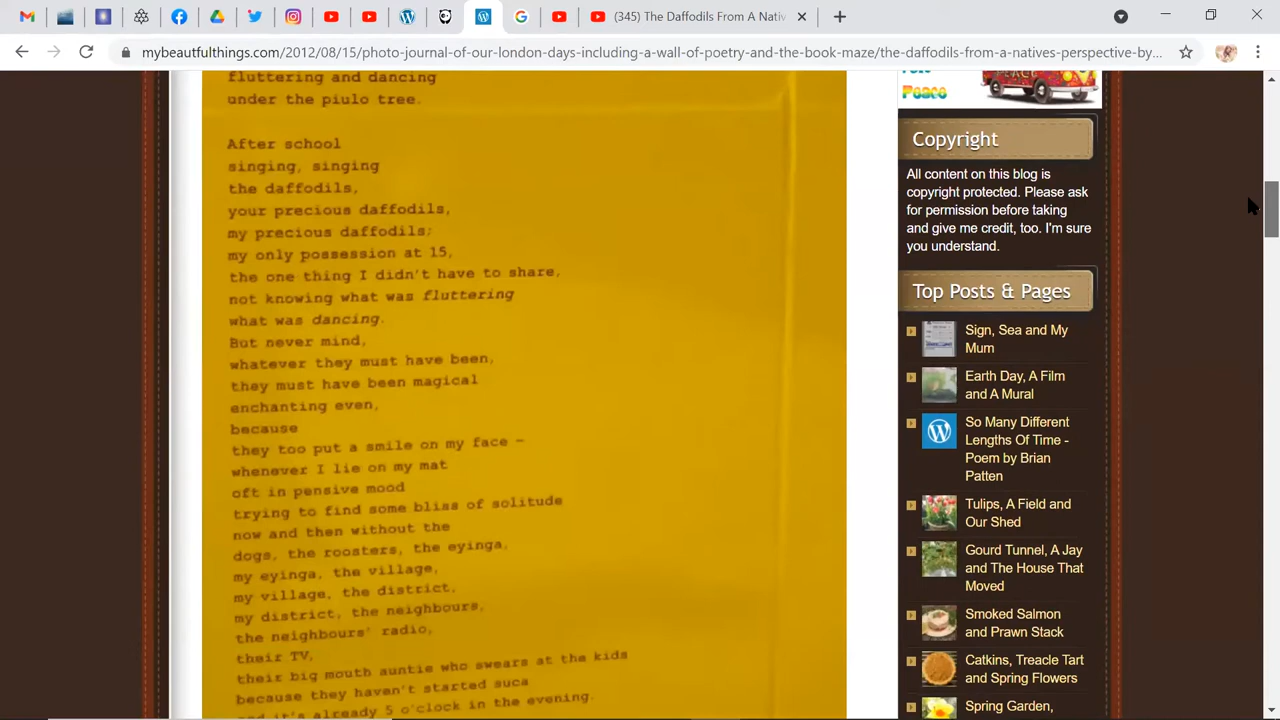 (345) The Daffodils From A Nativ
mybeautfulthings.com/2012/08/15/photo-journal-of-our-london-days-including-a-wall-of-poetry-and-the-book-maze/the-daffodils-from-a-natives-perspective-by...
fluttering and dancing
under the piulo tree.
After school
singing, singing
the daffodils,
your precious daffodils,
my precious daffodils;
my only possession at 15,
the one thing I didn't have to share,
not knowing what was fluttering
what was dancing.
But never mind,
whatever they must have been,
they must have been magical
enchanting even,
because
they too put a smile on my face –
whenever I lie on my mat
oft in pensive mood
trying to find some bliss of solitude
now and then without the
dogs, the roosters, the eyinga,
my eyinga, the village,
my village, the district,
my district, the neighbours,
the neighbours' radio,
their TV,
their big mouth auntie who swears at the kids
because they haven't started suca
and it's already 5 o'clock in the evening.
Peace
Copyright
All content on this blog is
copyright protected. Please ask
for permission before taking
and give me credit, too. I'm sure
you understand.
Top Posts & Pages
Sign, Sea and My
Mum
Earth Day, A Film
and A Mural
So Many Different
Lengths Of Time -
Poem by Brian
Patten
Tulips, A Field and
Our Shed
Gourd Tunnel, A Jay
and The House That
Moved
Smoked Salmon
and Prawn Stack
Catkins, Treacle Tart
and Spring Flowers
Spring Garden,